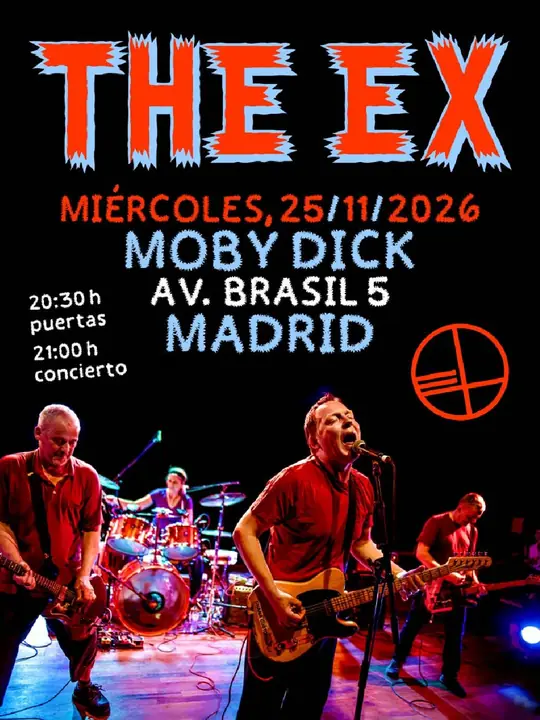 THE EX
MIÉRCOLES, 25/11/2026
MOBY DICK
AV. BRASIL 5
MADRID
20:30 h
puertas
21:00 h
concierto